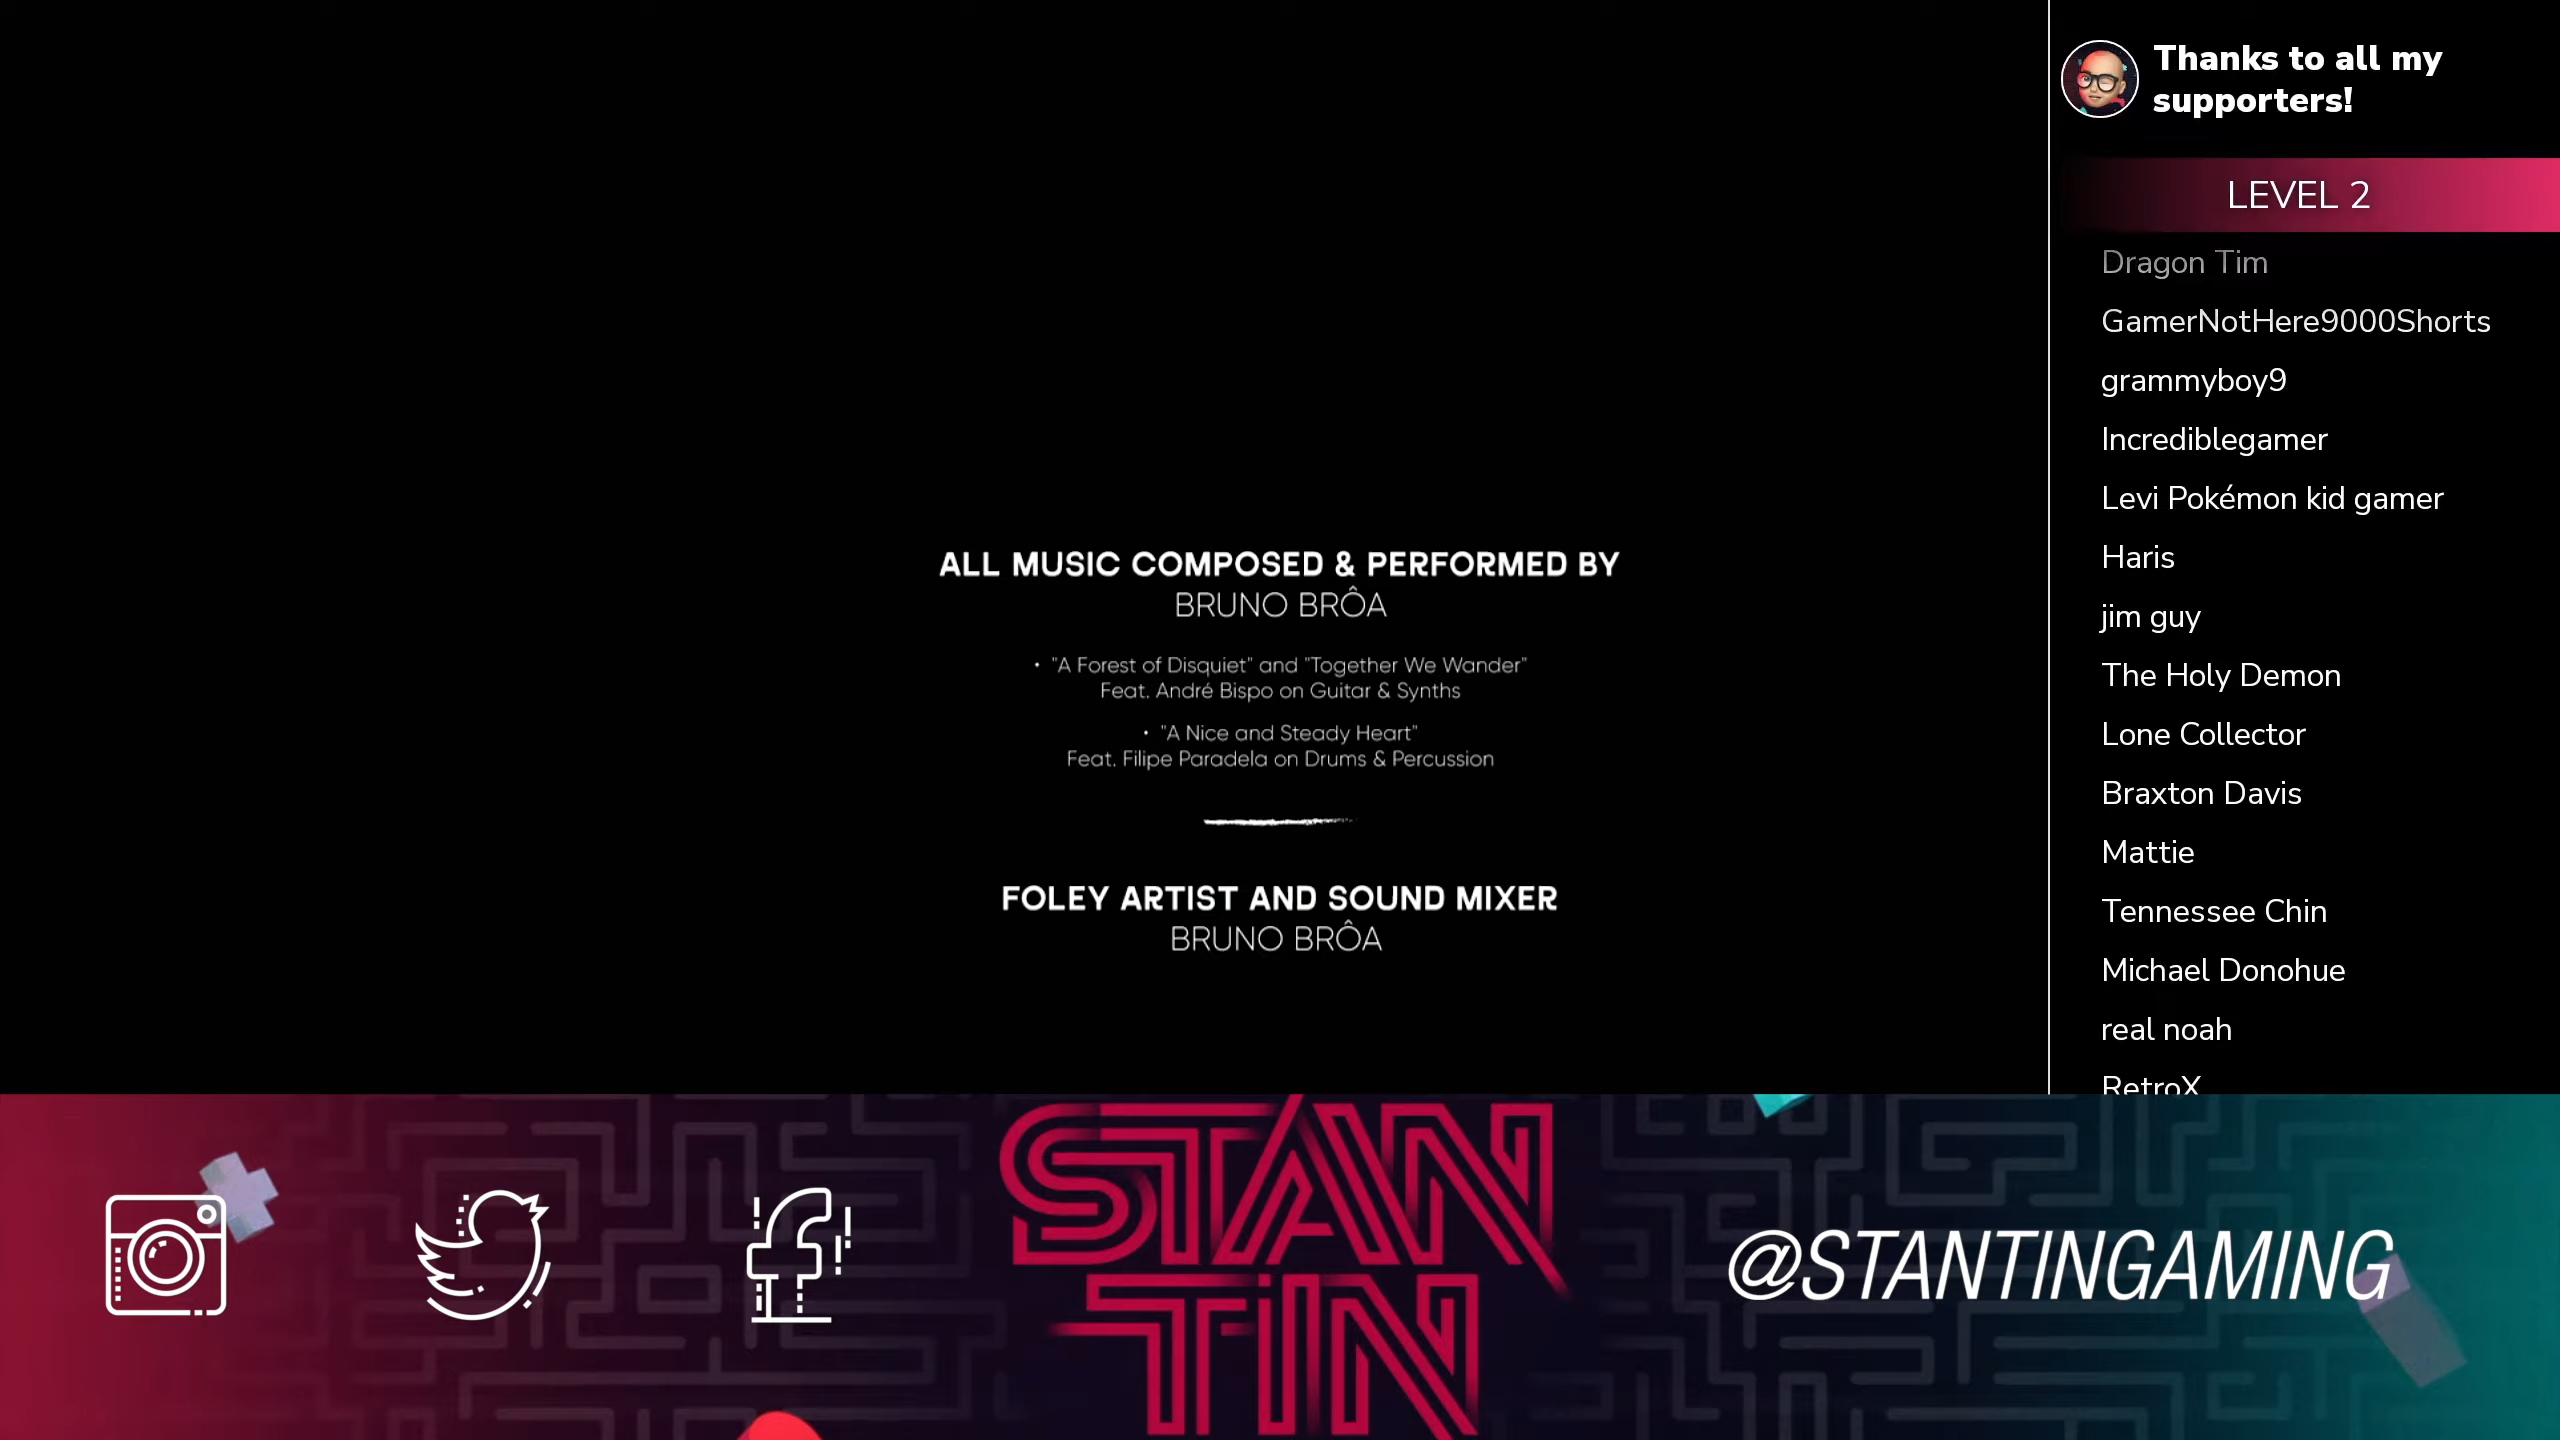 ALL MUSIC COMPOSED & PERFORMED BY
BRUNO BRÔA
• "A Forest of Disquiet" and "Together We Wander"
Feat. André Bispo on Guitar & Synths
• "A Nice and Steady Heart"
Feat. Filipe Paradela on Drums & Percussion
FOLEY ARTIST AND SOUND MIXER
BRUNO BRÔA
Thanks to all my
supporters!
LEVEL 2
Dragon Tim
GamerNotHere9000Shorts
grammyboy9
Incrediblegamer
Levi Pokémon kid gamer
Haris
jim guy
The Holy Demon
Lone Collector
Braxton Davis
Mattie
Tennessee Chin
Michael Donohue
real noah
RetroX
STAN
TIN
@STANTINGAMING